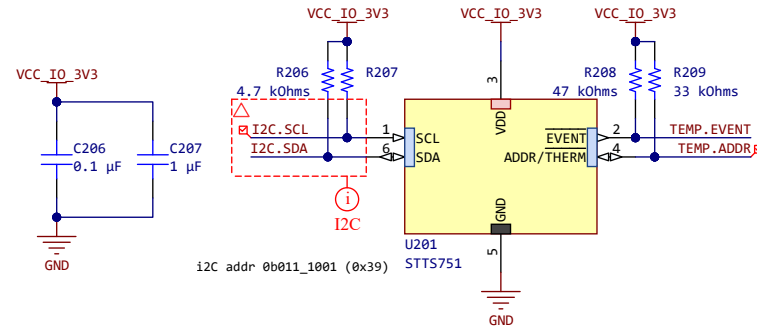 VCC_IO_3V3
VCC_IO_3V3
VCC_IO_3V3
VCC_IO_3V3
R206
R207
4.7 kOhms
R208
R209
47 kOhms
33 kOhms
C206
0.1 µF
C207
1 µF
GND
I2C.SCL
I2C.SDA
i
I2C
1
6
3
2
4
5
SCL
SDA
VDD
EVENT
ADDR/THERM
GND
TEMP.EVENT
TEMP.ADDR
U201
STTS751
i2C addr 0b011_1001 (0x39)
GND